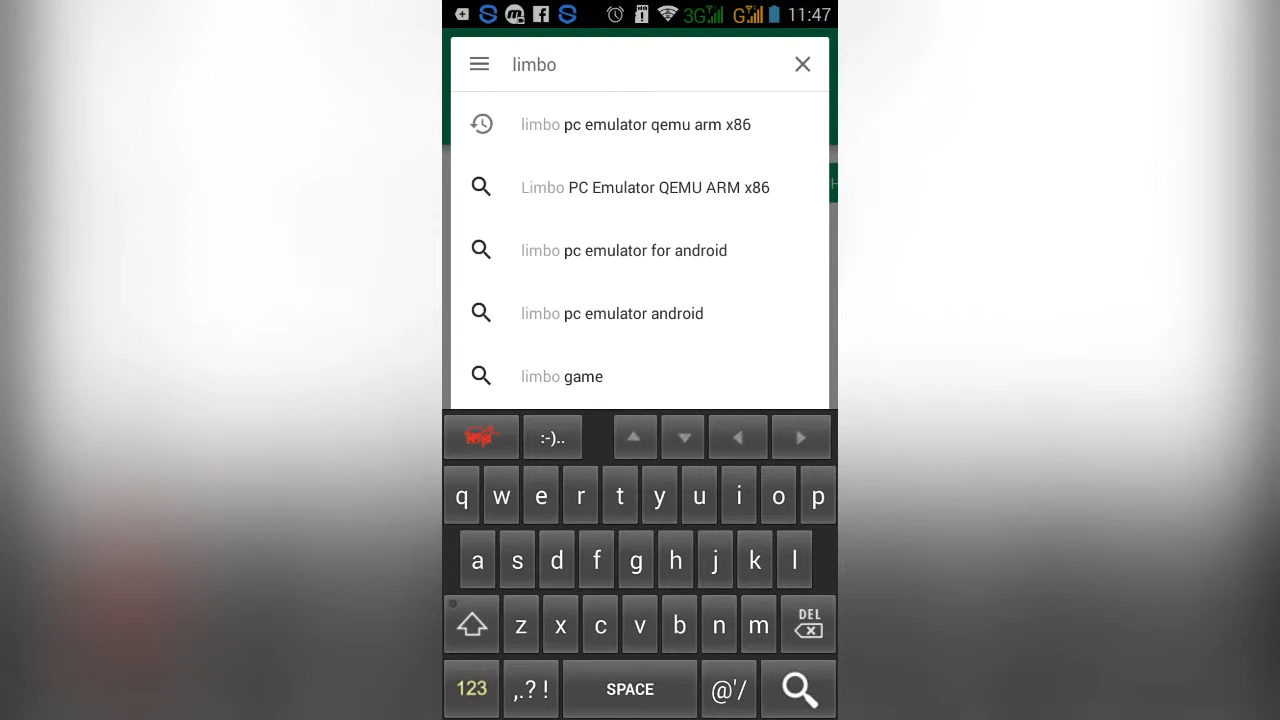 3G G 11:47
limbo
limbo pc emulator qemu arm x86
Limbo PC Emulator QEMU ARM x86
limbo pc emulator for android
limbo pc emulator android
limbo game
:-)..
q w e r t y u i o p
a s d f g h j k l
z x c v b n m DEL
123 ,.? ! SPACE @'/